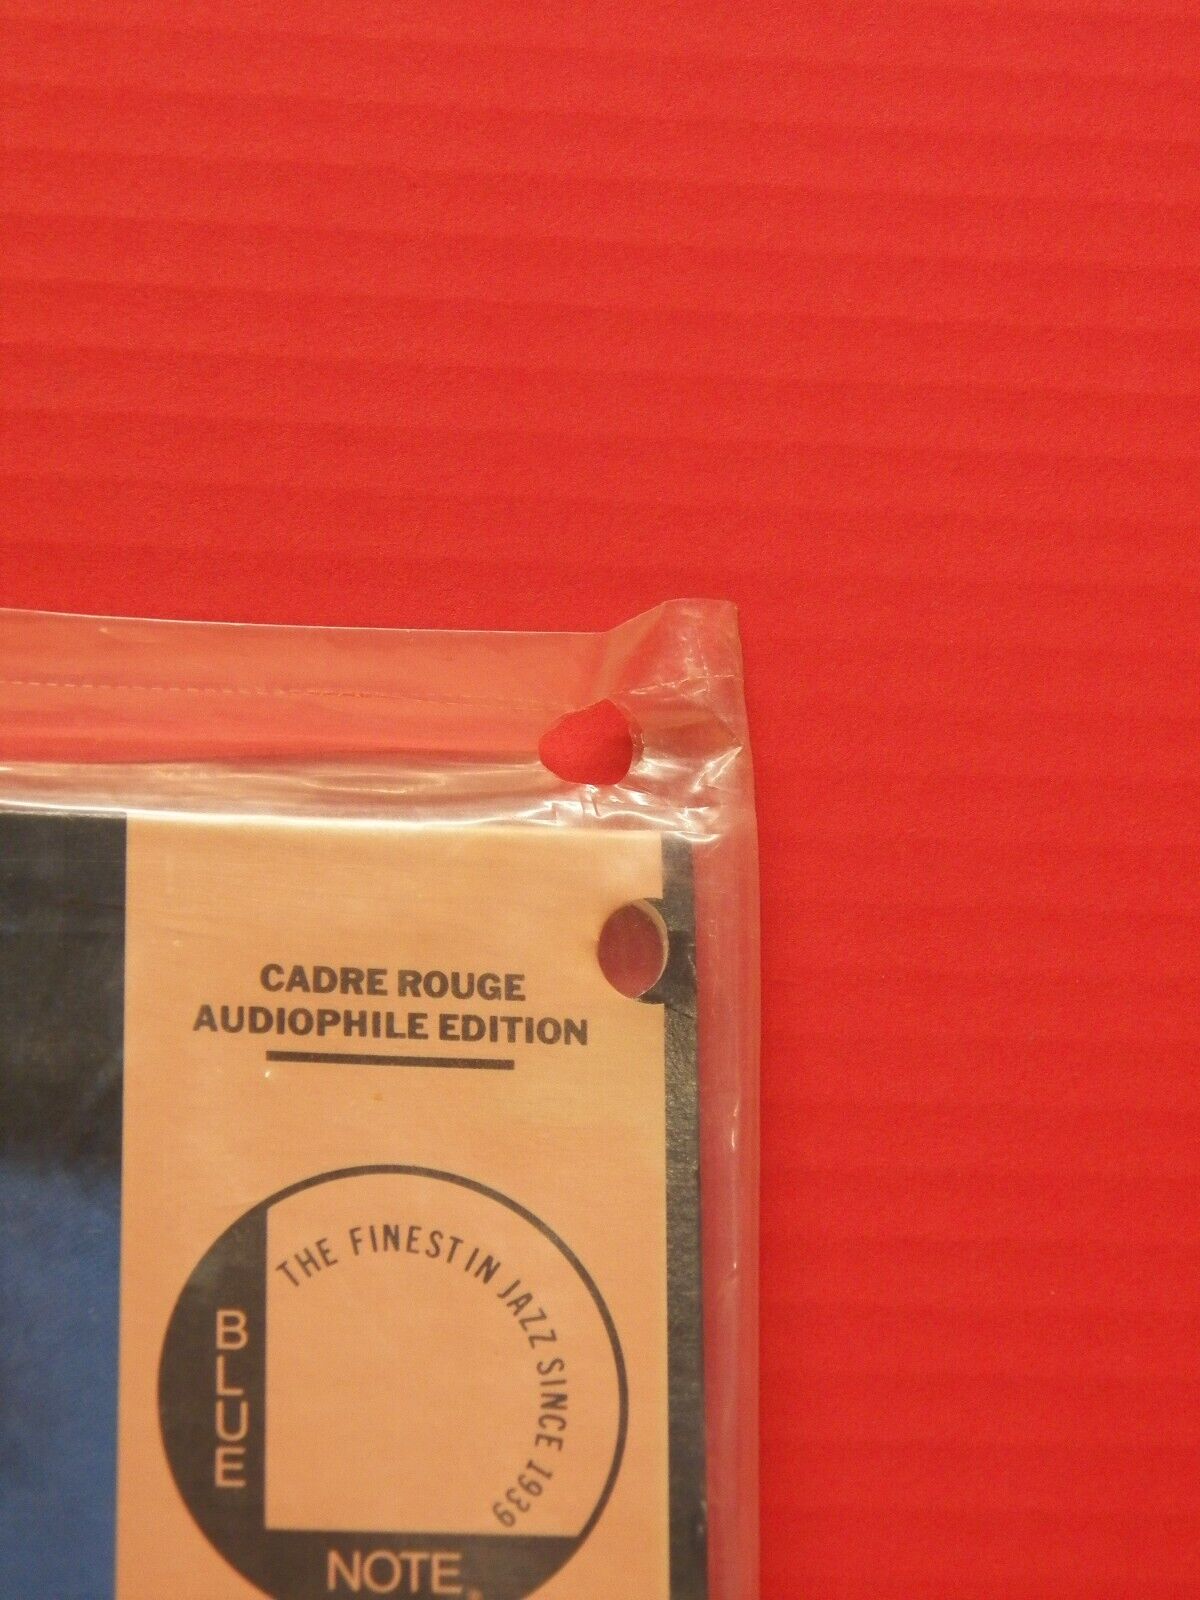 CADRE ROUGE
AUDIOPHILE EDITION
THE FINEST IN JAZZ SINCE 1939
BLUE
NOTE